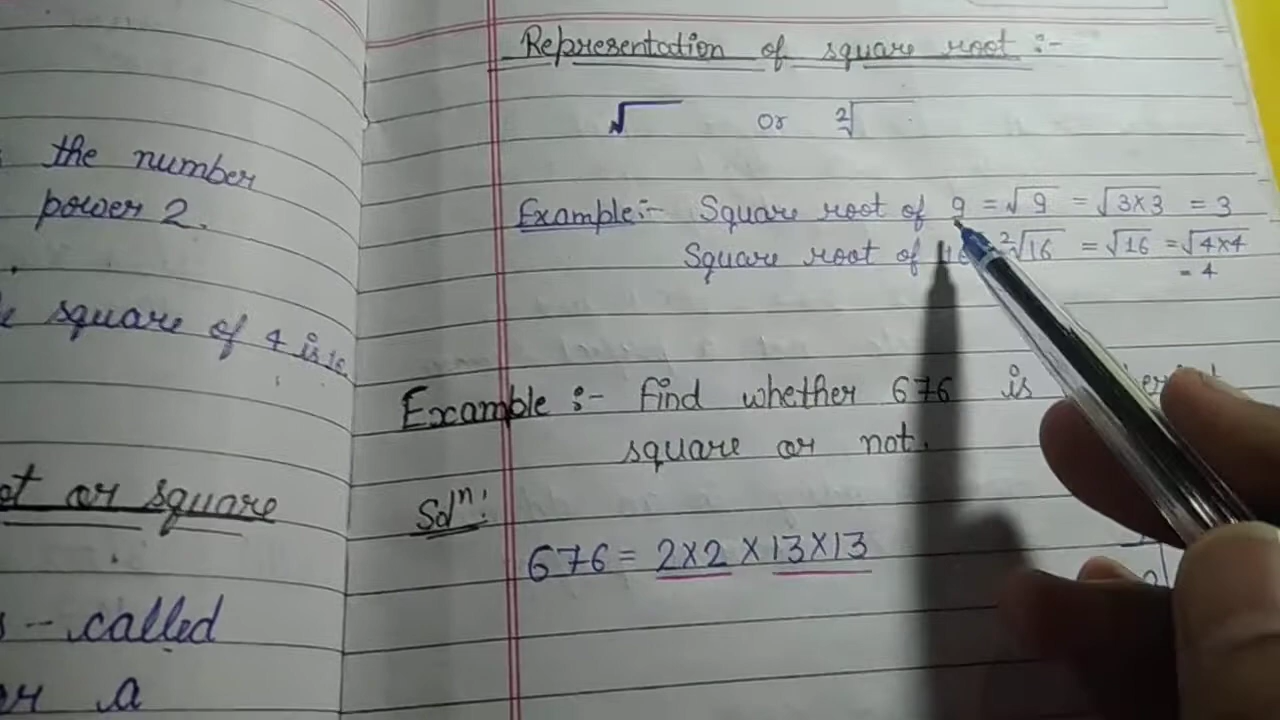 the number
power 2.
square of 4 is 16
or square
called
a
Representation of square root :-
√ or ²√
Example:- Square root of 9 = √9 = √3×3 = 3
Square root of ²√16 = √16 = √4×4
= 4
Example :- Find whether 676 is
square or not.
Solⁿ:
676 = 2×2 × 13×13